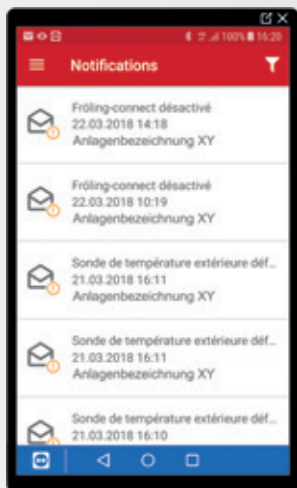 100% 16:20
Notifications
Fröling-connect désactivé
22.03.2018 14:18
Anlagenbezeichnung XY
Fröling-connect désactivé
22.03.2018 10:19
Anlagenbezeichnung XY
Sonde de température extérieure déf...
21.03.2018 16:11
Anlagenbezeichnung XY
Sonde de température extérieure déf...
21.03.2018 16:11
Anlagenbezeichnung XY
Sonde de température extérieure déf...
21.03.2018 16:10